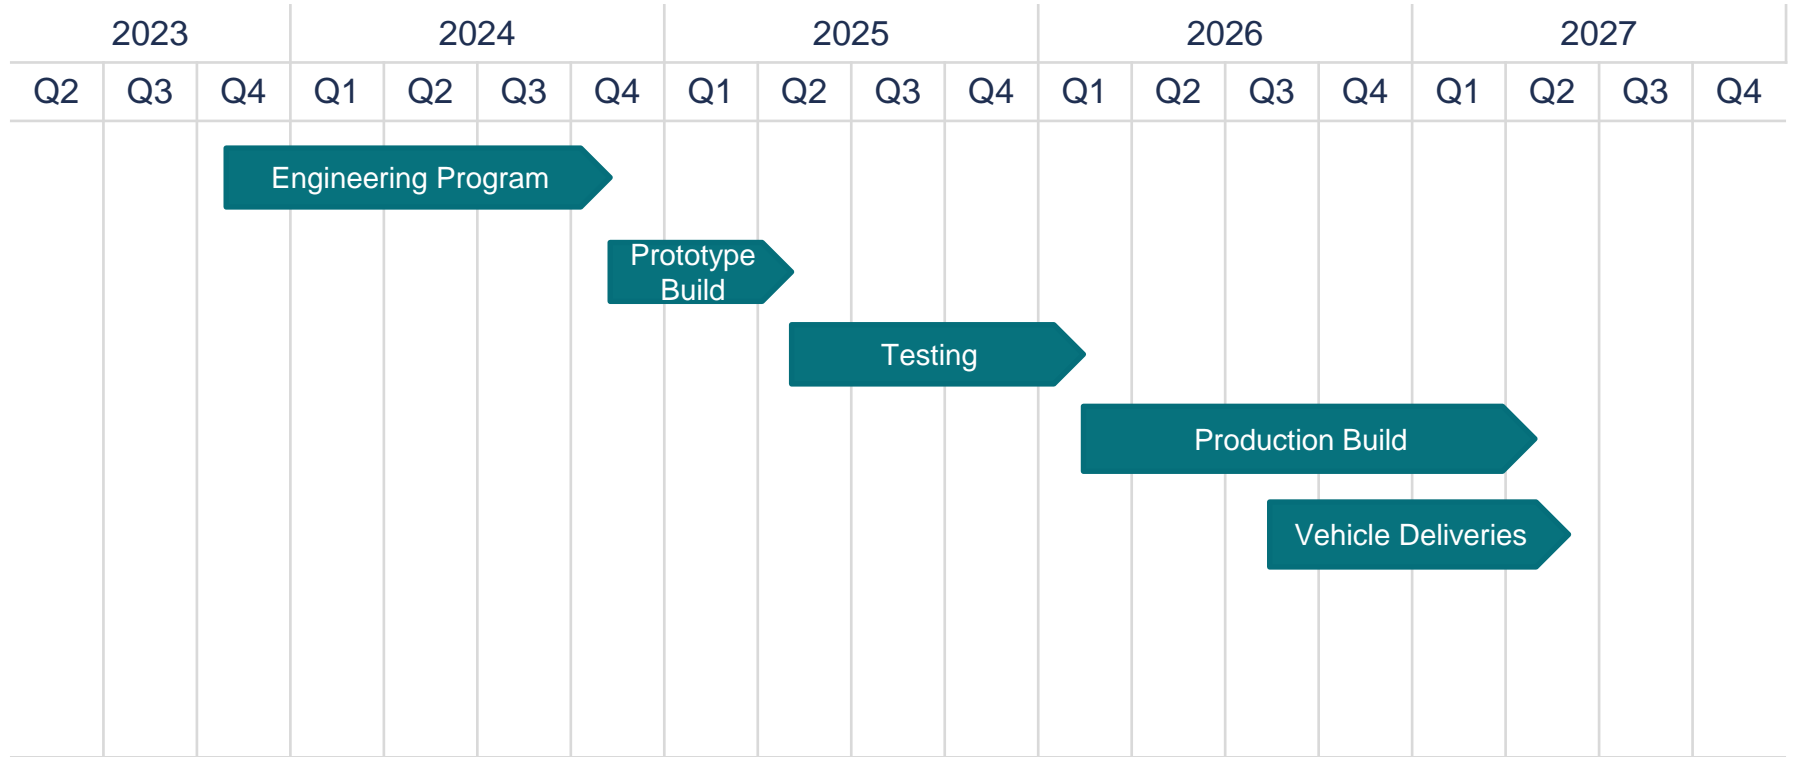 2023 2024 2025 2026 2027
Q2 Q3 Q4 Q1 Q2 Q3 Q4 Q1 Q2 Q3 Q4 Q1 Q2 Q3 Q4 Q1 Q2 Q3 Q4
Engineering Program
Prototype
Build
Testing
Production Build
Vehicle Deliveries